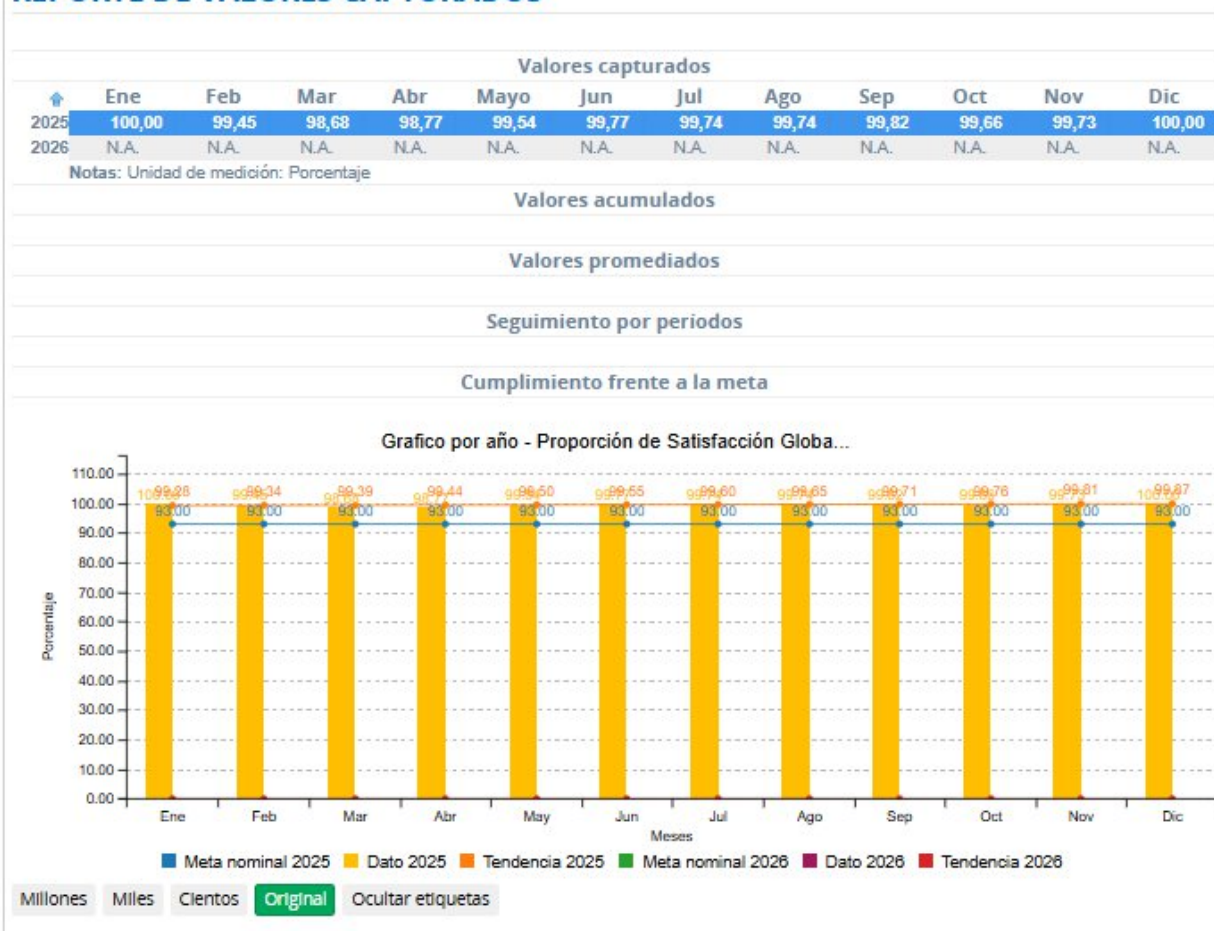 Valores capturados
Ene Feb Mar Abr Mayo Jun Jul Ago Sep Oct Nov Dic
2025 100,00 99,45 98,68 98,77 99,54 99,77 99,74 99,74 99,82 99,66 99,73 100,00
2026 N.A. N.A. N.A. N.A. N.A. N.A. N.A. N.A. N.A. N.A. N.A. N.A.
Notas: Unidad de medición: Porcentaje
Valores acumulados
Valores promediados
Seguimiento por periodos
Cumplimiento frente a la meta
Grafico por año - Proporción de Satisfacción Globa...
110.00
99.28 99.34 99.39 99.44 99.50 99.55 99.60 99.65 99.71 99.76 99.81 99.87
100.00
93.00 93.00 93.00 93.00 93.00 93.00 93.00 93.00 93.00 93.00 93.00 93.00
90.00
80.00
70.00
60.00
50.00
40.00
30.00
20.00
10.00
0.00
Porcentaje
Ene Feb Mar Abr May Jun Jul Ago Sep Oct Nov Dic
Meses
Meta nominal 2025 Dato 2025 Tendencia 2025 Meta nominal 2026 Dato 2026 Tendencia 2026
Millones Miles Cientos Original Ocultar etiquetas